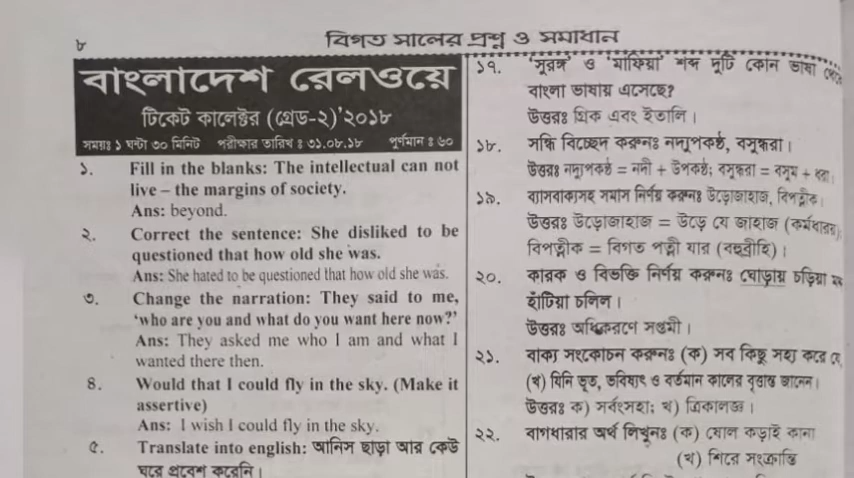 ৮
বিগত সালের প্রশ্ন ও সমাধান
বাংলাদেশ রেলওয়ে
টিকেট কালেক্টর (গ্রেড-২)'২০১৮
সময়ঃ ১ ঘন্টা ৩০ মিনিট পরীক্ষার তারিখ ঃ ৩১.০৮.১৮ পূর্ণমান ঃ ৬০
১. Fill in the blanks: The intellectual can not
live – the margins of society.
Ans: beyond.
২. Correct the sentence: She disliked to be
questioned that how old she was.
Ans: She hated to be questioned that how old she was.
৩. Change the narration: They said to me,
‘who are you and what do you want here now?’
Ans: They asked me who I am and what I
wanted there then.
৪. Would that I could fly in the sky. (Make it
assertive)
Ans: I wish I could fly in the sky.
৫. Translate into english: আনিস ছাড়া আর কেউ
ঘরে প্রবেশ করেনি।
১৭. ‘সুরঙ্গ’ ও ‘মাফিয়া’ শব্দ দুটি কোন ভাষা থেকে
বাংলা ভাষায় এসেছে?
উত্তরঃ গ্রিক এবং ইতালি।
১৮. সন্ধি বিচ্ছেদ করুনঃ নদ্যুপকণ্ঠ, বসুন্ধরা।
উত্তরঃ নদ্যুপকণ্ঠ = নদী + উপকণ্ঠ; বসুন্ধরা = বসুম + ধরা।
১৯. ব্যাসবাক্যসহ সমাস নির্ণয় করুনঃ উড়োজাহাজ, বিপত্নীক।
উত্তরঃ উড়োজাহাজ = উড়ে যে জাহাজ (কর্মধারয়);
বিপত্নীক = বিগত পত্নী যার (বহুব্রীহি)।
২০. কারক ও বিভক্তি নির্ণয় করুনঃ ঘোড়ায় চড়িয়া মর্দ
হাঁটিয়া চলিল।
উত্তরঃ অধিকরণে সপ্তমী।
২১. বাক্য সংকোচন করুনঃ (ক) সব কিছু সহ্য করে যে,
(খ) যিনি ভূত, ভবিষ্যৎ ও বর্তমান কালের বৃত্তান্ত জানেন।
উত্তরঃ ক) সর্বংসহা; খ) ত্রিকালজ্ঞ।
২২. বাগধারার অর্থ লিখুনঃ (ক) ষোল কড়াই কানা
(খ) শিরে সংক্রান্তি